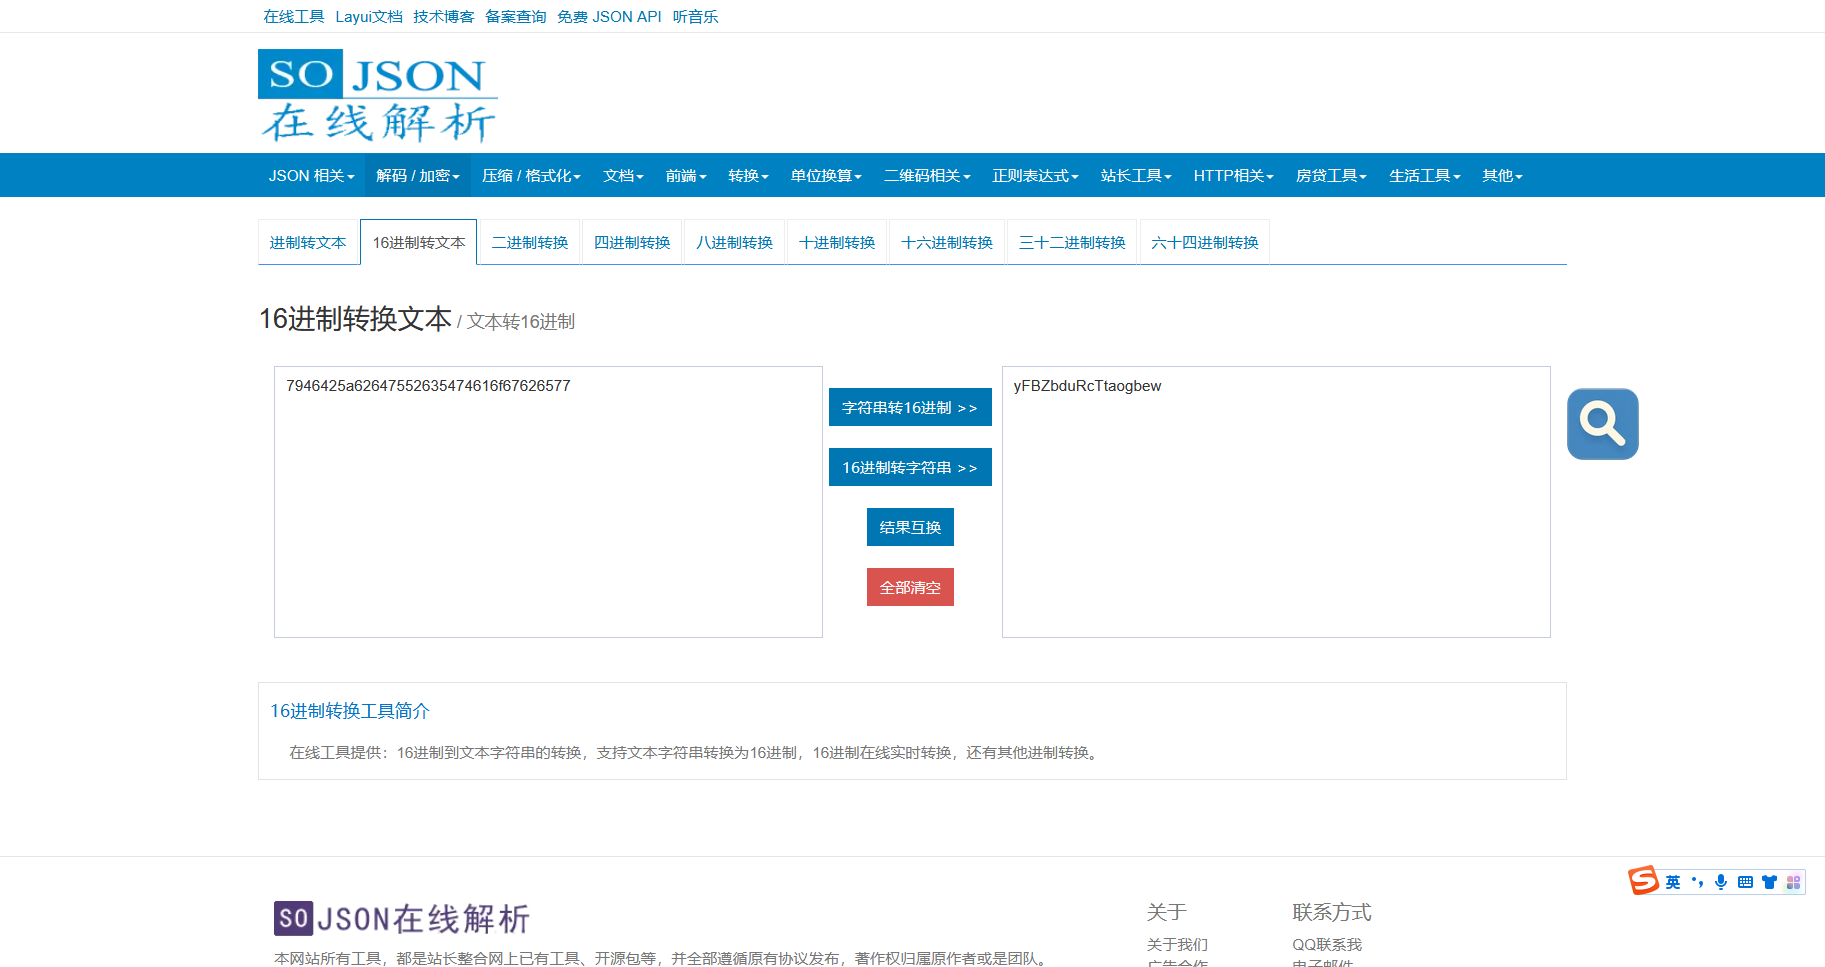 在线工具 Layui文档 技术博客 备案查询 免费 JSON API 听音乐
SO JSON
在线解析
JSON 相关 解码 / 加密 压缩 / 格式化 文档 前端 转换 单位换算 二维码相关 正则表达式 站长工具 HTTP相关 房贷工具 生活工具 其他
进制转文本 16进制转文本 二进制转换 四进制转换 八进制转换 十进制转换 十六进制转换 三十二进制转换 六十四进制转换
16进制转换文本 / 文本转16进制
7946425a62647552635474616f67626577
字符串转16进制 >>
16进制转字符串 >>
结果互换
全部清空
yFBZbduRcTtaogbew
16进制转换工具简介
在线工具提供：16进制到文本字符串的转换，支持文本字符串转换为16进制，16进制在线实时转换，还有其他进制转换。
S 英
SO JSON在线解析
本网站所有工具，都是站长整合网上已有工具、开源包等，并全部遵循原有协议发布，著作权归属原作者或是团队。
关于
关于我们
广告合作
联系方式
QQ联系我
电子邮件